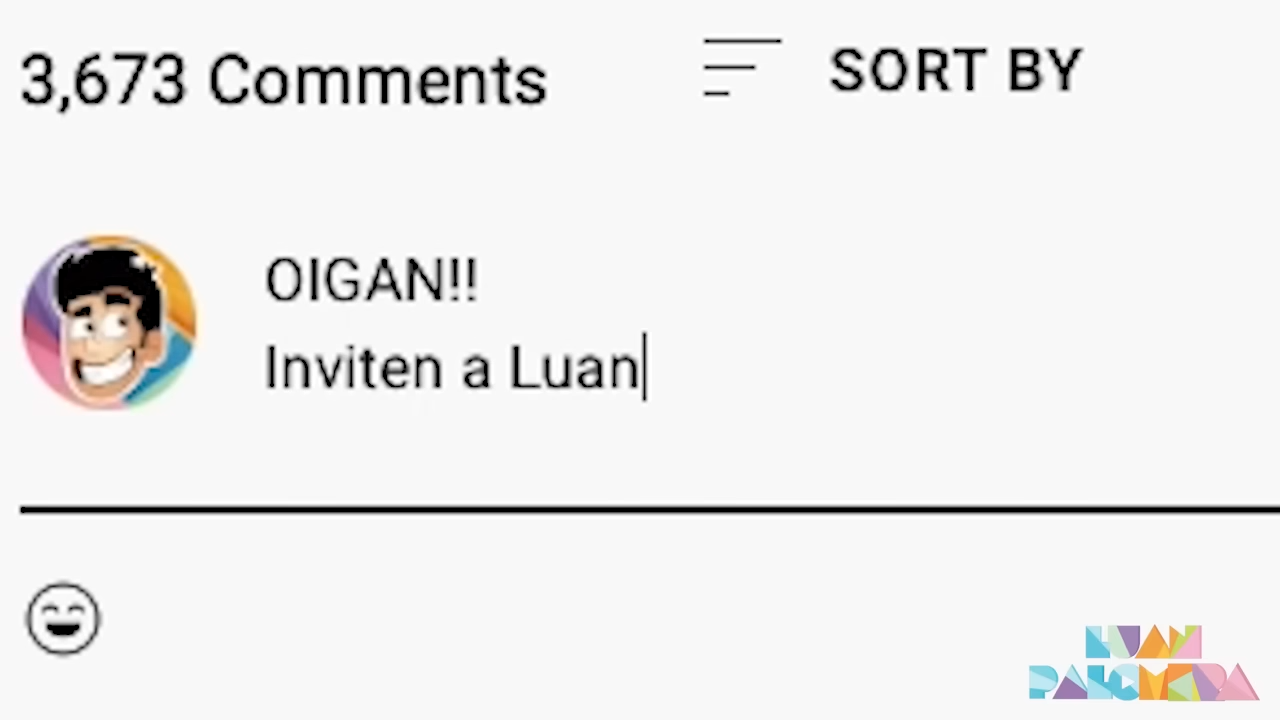 3,673 Comments
SORT BY
OIGAN!!
Inviten a Luan
LUAN
PALOMERA